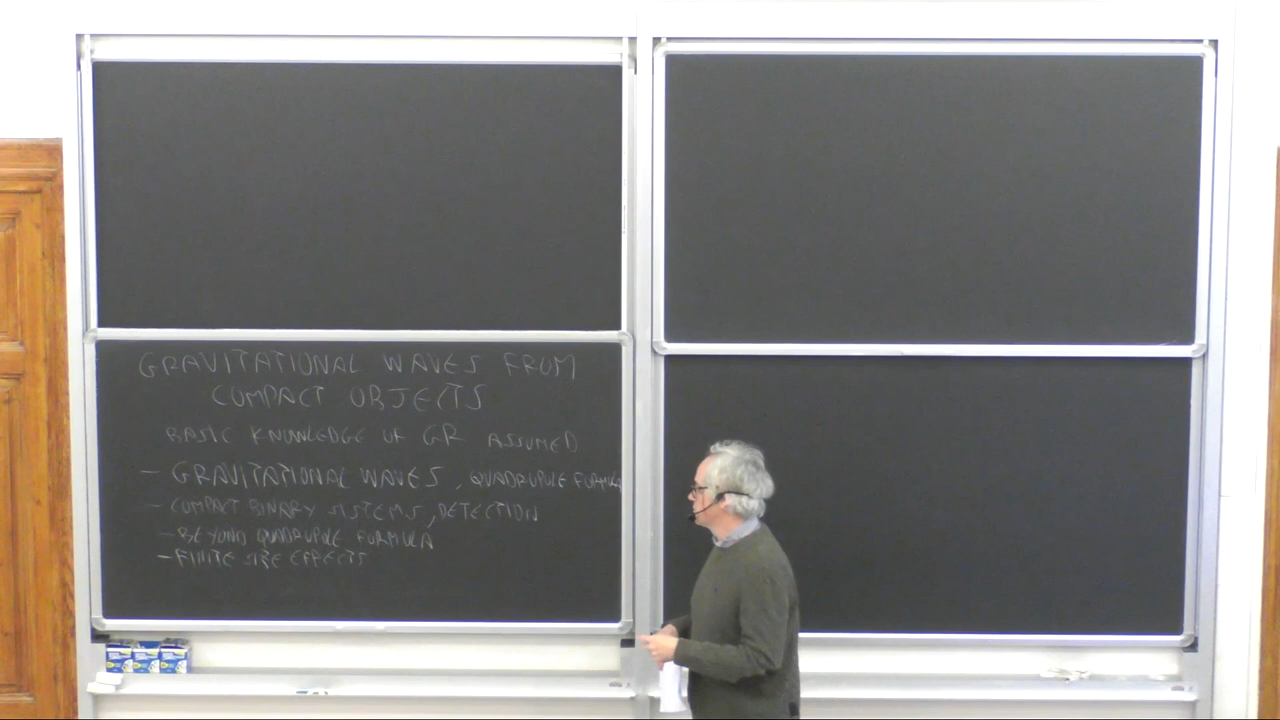 GRAVITATIONAL WAVES FROM
COMPACT OBJECTS
BASIC KNOWLEDGE OF GR ASSUMED
- GRAVITATIONAL WAVES, QUADRUPOLE FORMULA
- COMPACT BINARY SYSTEMS, DETECTION
- BEYOND QUADRUPOLE FORMULA
- FINITE SIZE EFFECTS